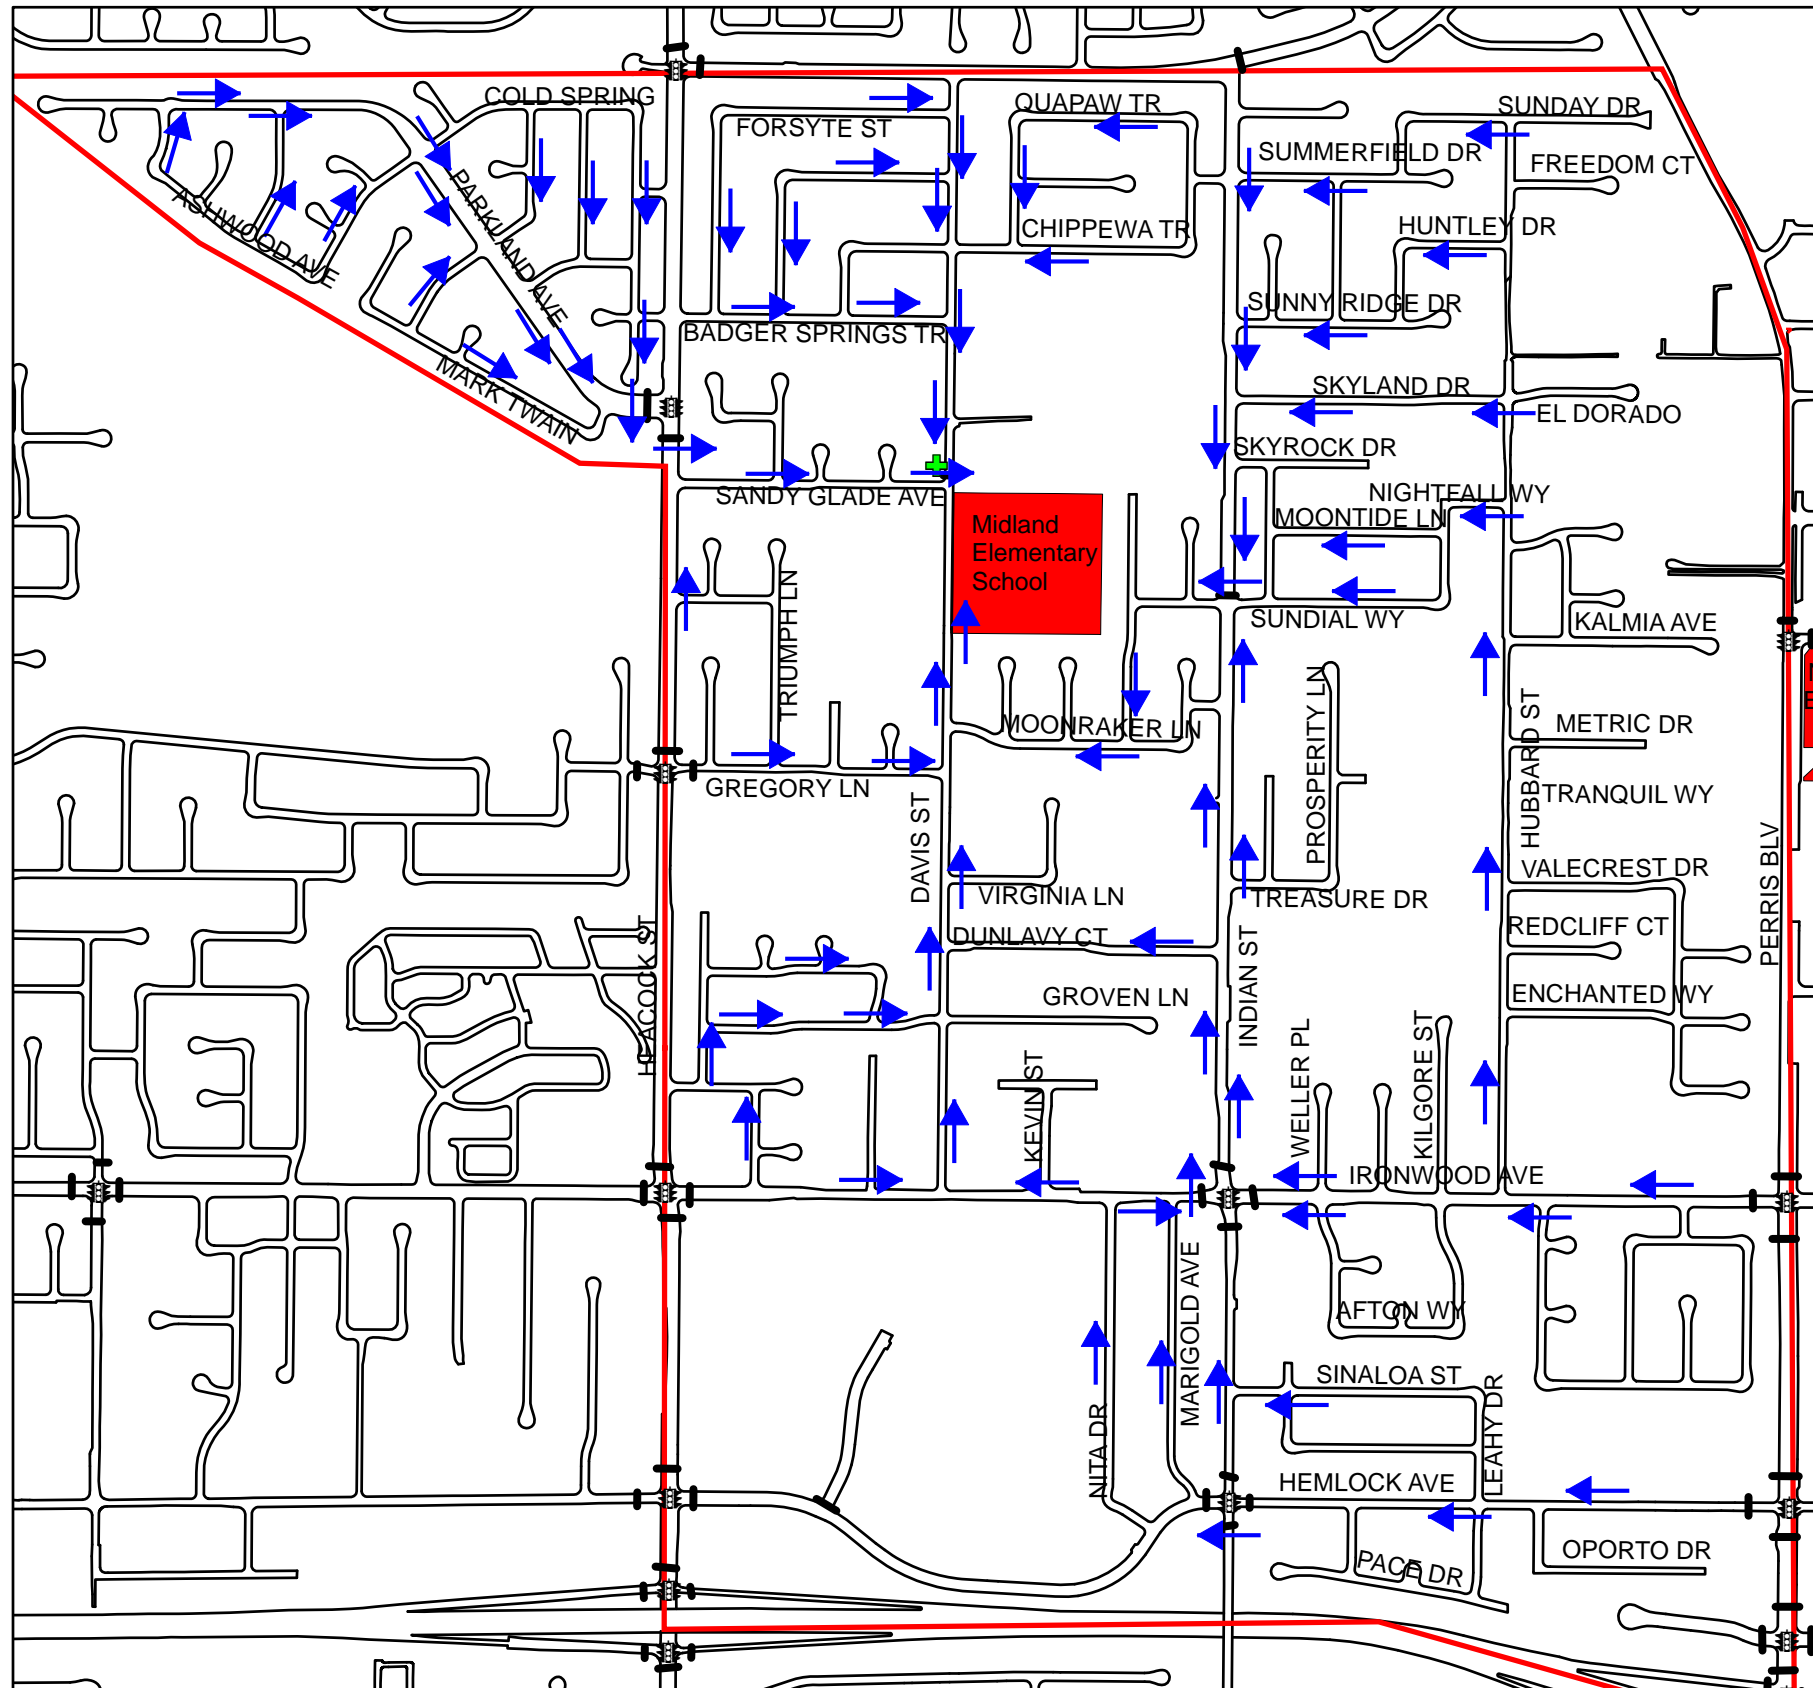 COLD SPRING
QUAPAW TR
SUNDAY DR
FORSYTE ST
SUMMERFIELD DR
FREEDOM CT
ASHWOOD AVE
PARKLAND AVE
CHIPPEWA TR
HUNTLEY DR
SUNNY RIDGE DR
BADGER SPRINGS TR
MARK TWAIN
SKYLAND DR
EL DORADO
SKYROCK DR
SANDY GLADE AVE
NIGHTFALL WY
MOONTIDE LN
Midland
Elementary
School
TRIUMPH LN
SUNDIAL WY
KALMIA AVE
MOONRAKER LN
PROSPERITY LN
HUBBARD ST
METRIC DR
GREGORY LN
TRANQUIL WY
DAVIS ST
VALECREST DR
PERRIS BLV
VIRGINIA LN
TREASURE DR
REDCLIFF CT
DUNLAVY CT
HEACOCK ST
INDIAN ST
GROVEN LN
ENCHANTED WY
KEVIN ST
WELLER PL
KILGORE ST
IRONWOOD AVE
MARIGOLD AVE
AFTON WY
SINALOA ST
NITA DR
LEAHY DR
HEMLOCK AVE
OPORTO DR
PACE DR